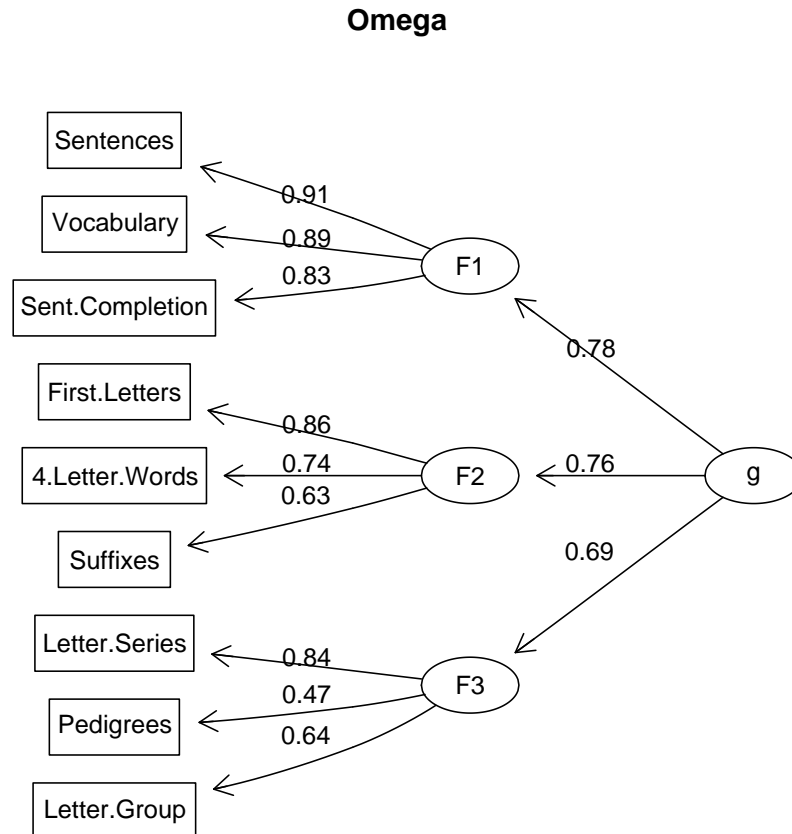 Omega
Sentences
0.91
Vocabulary
0.89
F1
Sent.Completion
0.83
0.78
First.Letters
0.86
4.Letter.Words
0.74
F2
0.76
g
0.63
Suffixes
0.69
Letter.Series
0.84
F3
Pedigrees
0.47
0.64
Letter.Group